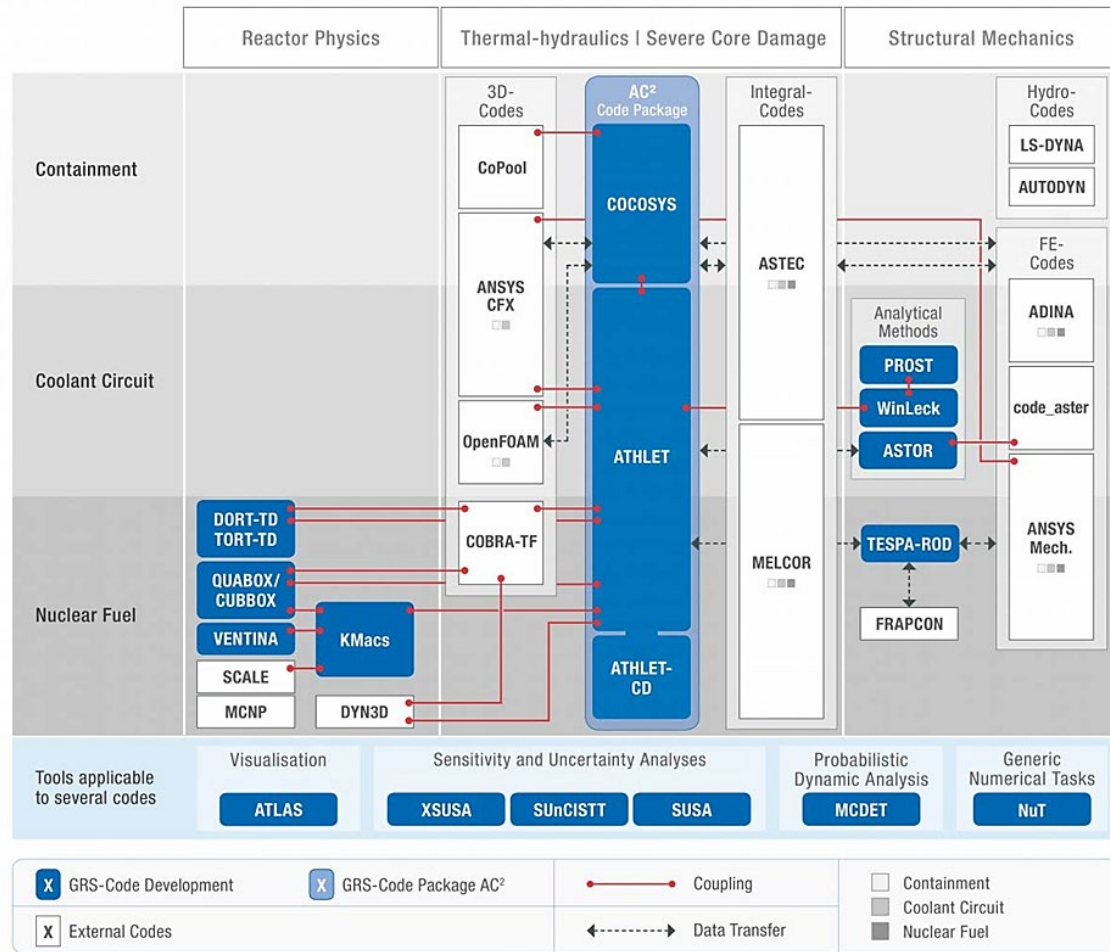 Reactor Physics
Thermal-hydraulics | Severe Core Damage
Structural Mechanics
Containment
Coolant Circuit
Nuclear Fuel
3D-
Codes
CoPool
ANSYS
CFX
OpenFOAM
COBRA-TF
AC²
Code Package
COCOSYS
ATHLET
ATHLET-
CD
Integral-
Codes
ASTEC
MELCOR
Hydro-
Codes
LS-DYNA
AUTODYN
FE-
Codes
ADINA
code_aster
ANSYS
Mech.
Analytical
Methods
PROST
WinLeck
ASTOR
TESPA-ROD
FRAPCON
DORT-TD
TORT-TD
QUABOX/
CUBBOX
VENTINA
SCALE
MCNP
KMacs
DYN3D
Tools applicable
to several codes
Visualisation
ATLAS
Sensitivity and Uncertainty Analyses
XSUSA
SUnCISTT
SUSA
Probabilistic
Dynamic Analysis
MCDET
Generic
Numerical Tasks
NuT
X GRS-Code Development
X GRS-Code Package AC²
X External Codes
Coupling
Data Transfer
Containment
Coolant Circuit
Nuclear Fuel